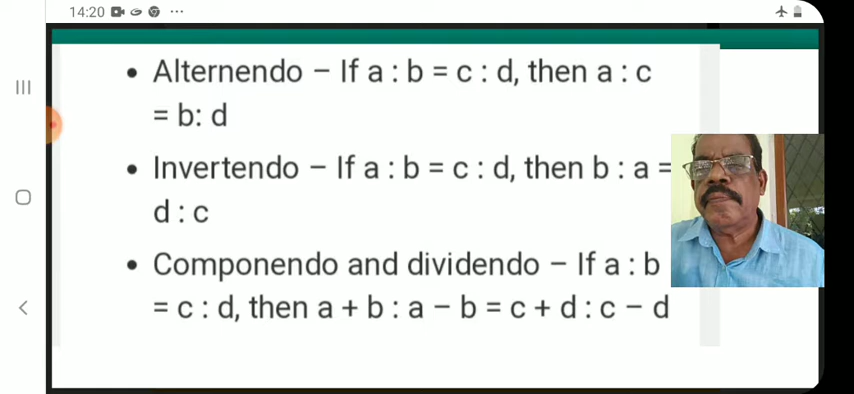 14:20
• Alternendo – If a : b = c : d, then a : c
= b: d
• Invertendo – If a : b = c : d, then b : a =
d : c
• Componendo and dividendo – If a : b
= c : d, then a + b : a – b = c + d : c – d